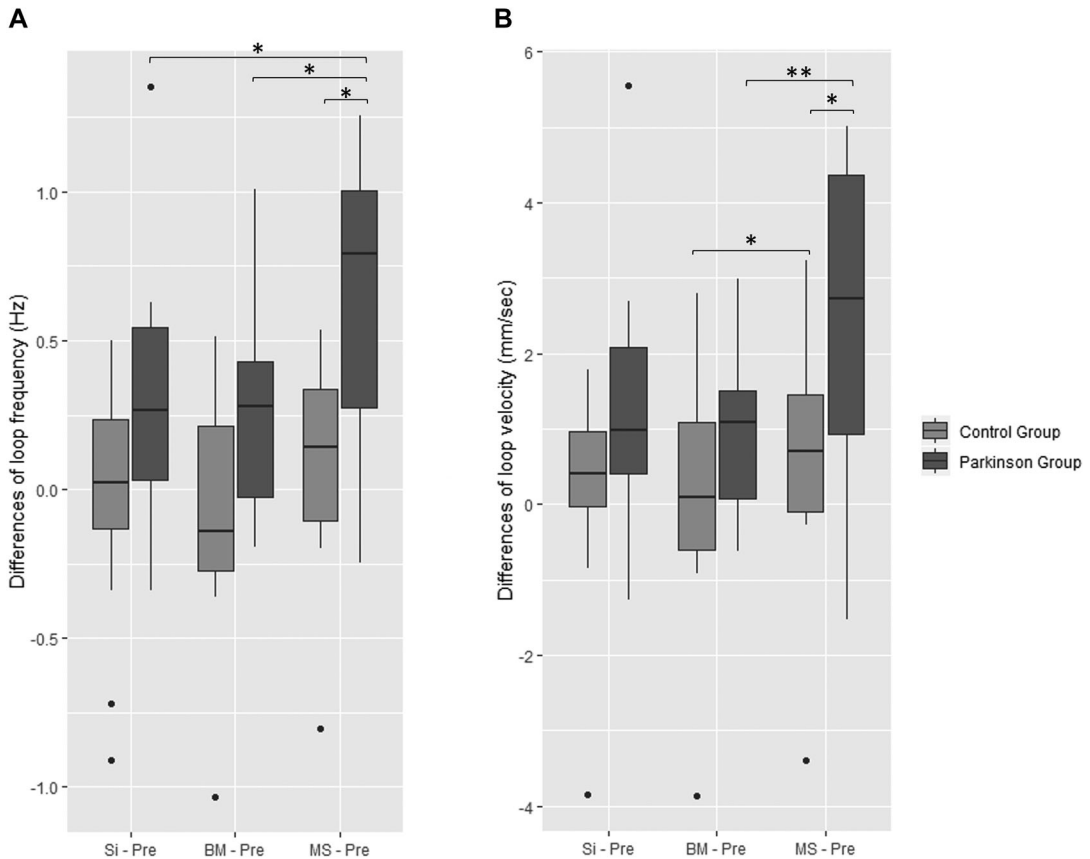 A
Differences of loop frequency (Hz)
1.0
0.5
0.0
-0.5
-1.0
*
*
*
Si - Pre
BM - Pre
MS - Pre
B
Differences of loop velocity (mm/sec)
6
4
2
0
-2
-4
**
*
*
Si - Pre
BM - Pre
MS - Pre
Control Group
Parkinson Group